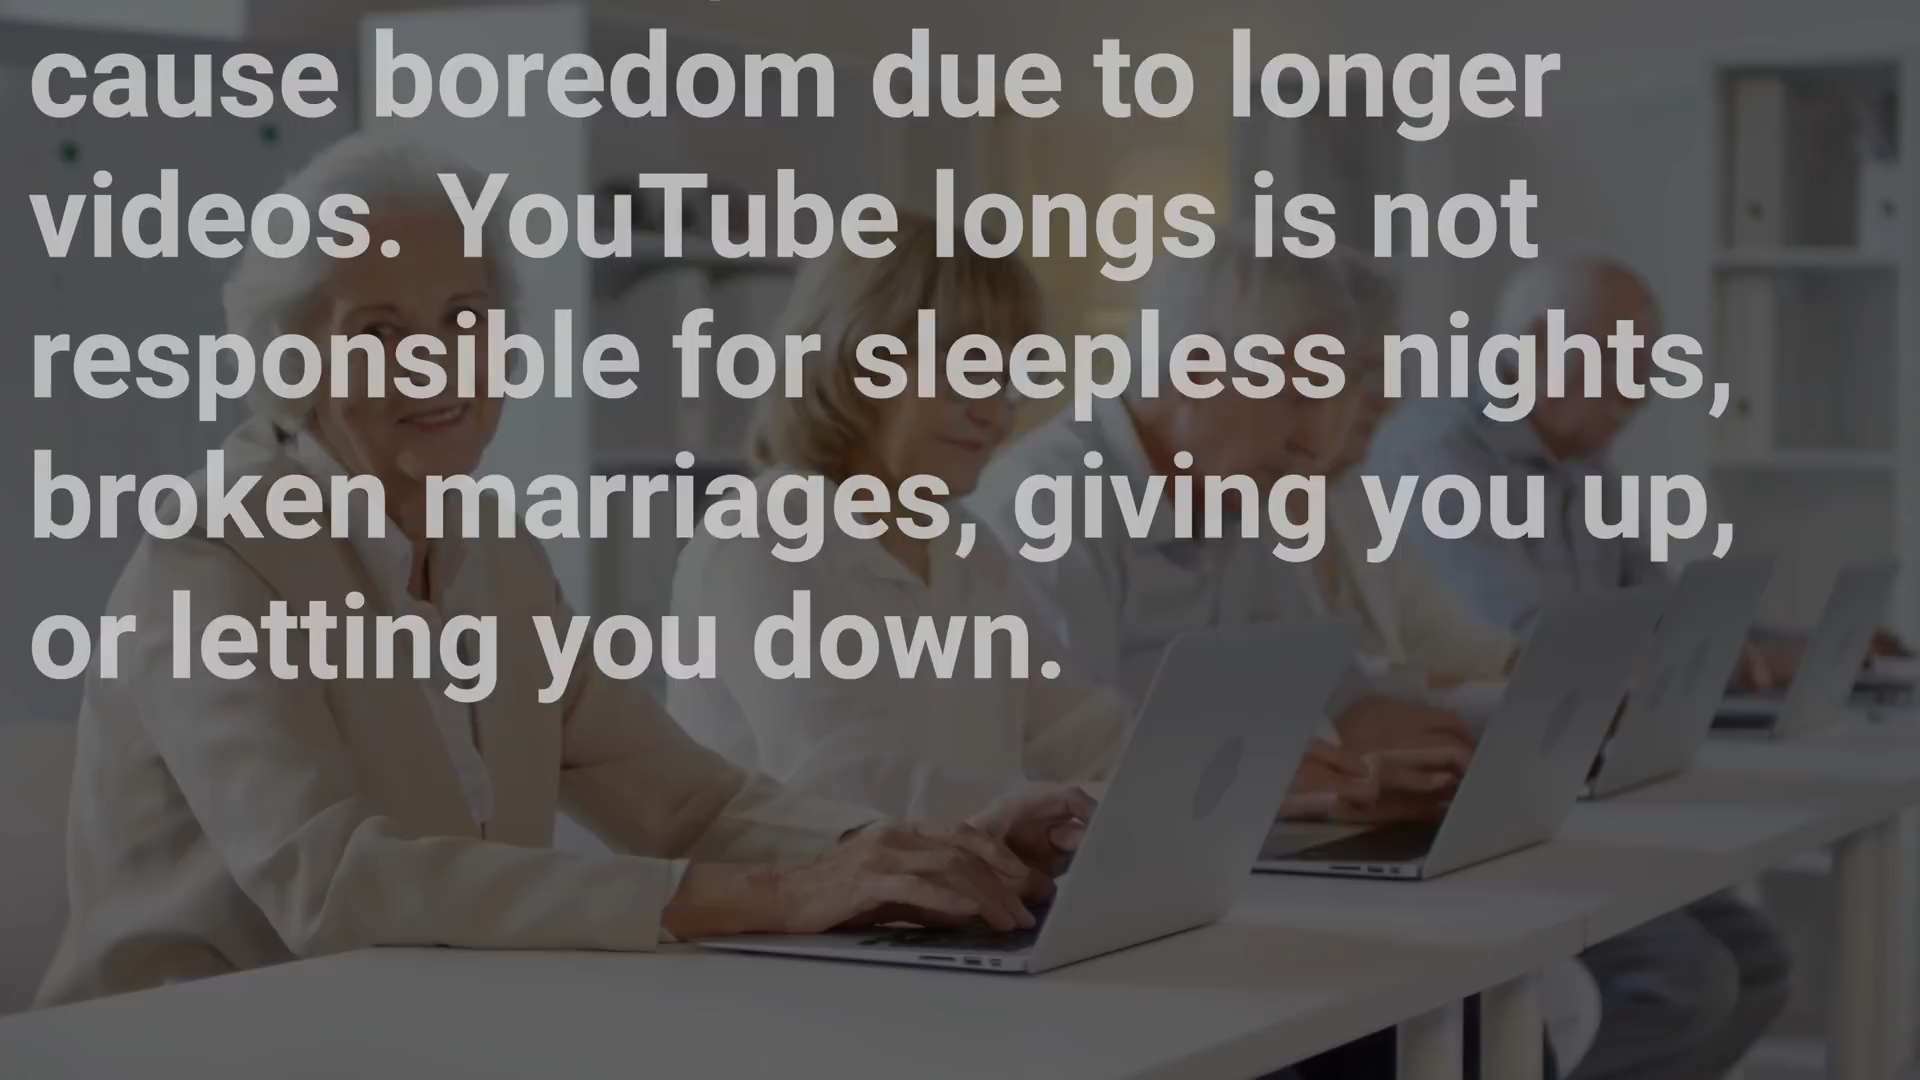 cause boredom due to longer
videos. YouTube longs is not
responsible for sleepless nights,
broken marriages, giving you up,
or letting you down.